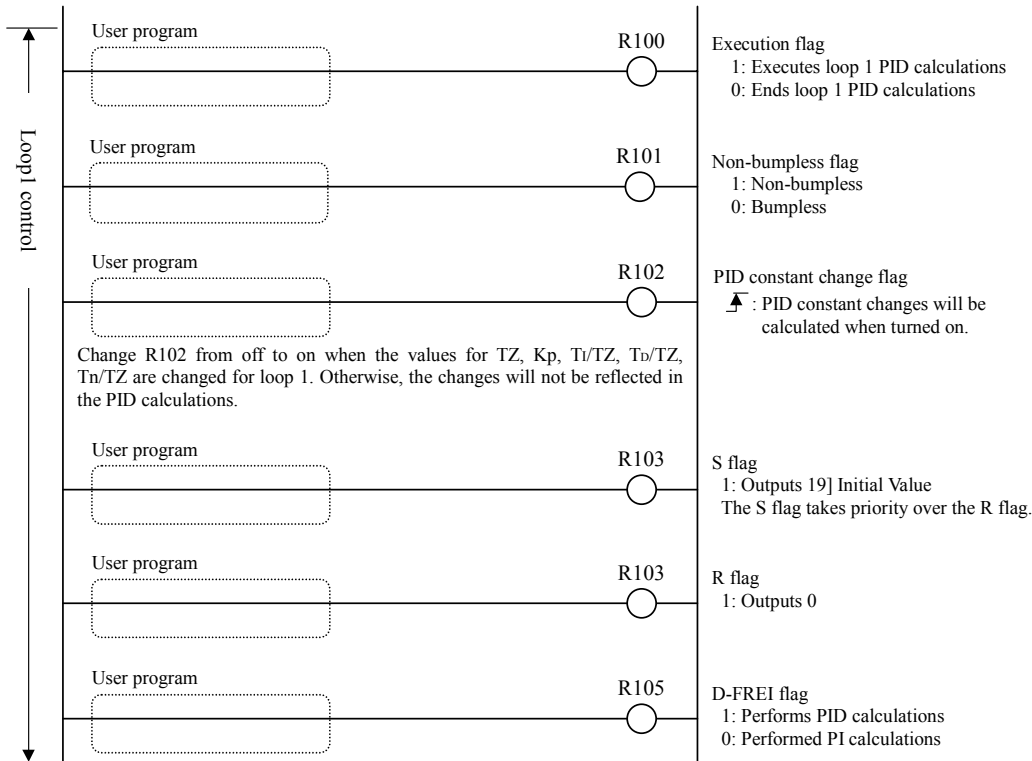 User program
R100
Execution flag
1: Executes loop 1 PID calculations
0: Ends loop 1 PID calculations
Loop1 control
User program
R101
Non-bumpless flag
1: Non-bumpless
0: Bumpless
User program
R102
PID constant change flag
: PID constant changes will be
calculated when turned on.
Change R102 from off to on when the values for TZ, Kp, TI/TZ, TD/TZ,
Tn/TZ are changed for loop 1. Otherwise, the changes will not be reflected in
the PID calculations.
User program
R103
S flag
1: Outputs 19] Initial Value
The S flag takes priority over the R flag.
User program
R103
R flag
1: Outputs 0
User program
R105
D-FREI flag
1: Performs PID calculations
0: Performed PI calculations